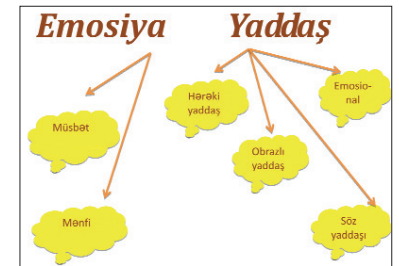 Emosiya Yaddaş
Müsbət
Mənfi
Hərəki
yaddaş
Obrazlı
yaddaş
Emosio-
nal
Söz
yaddaşı